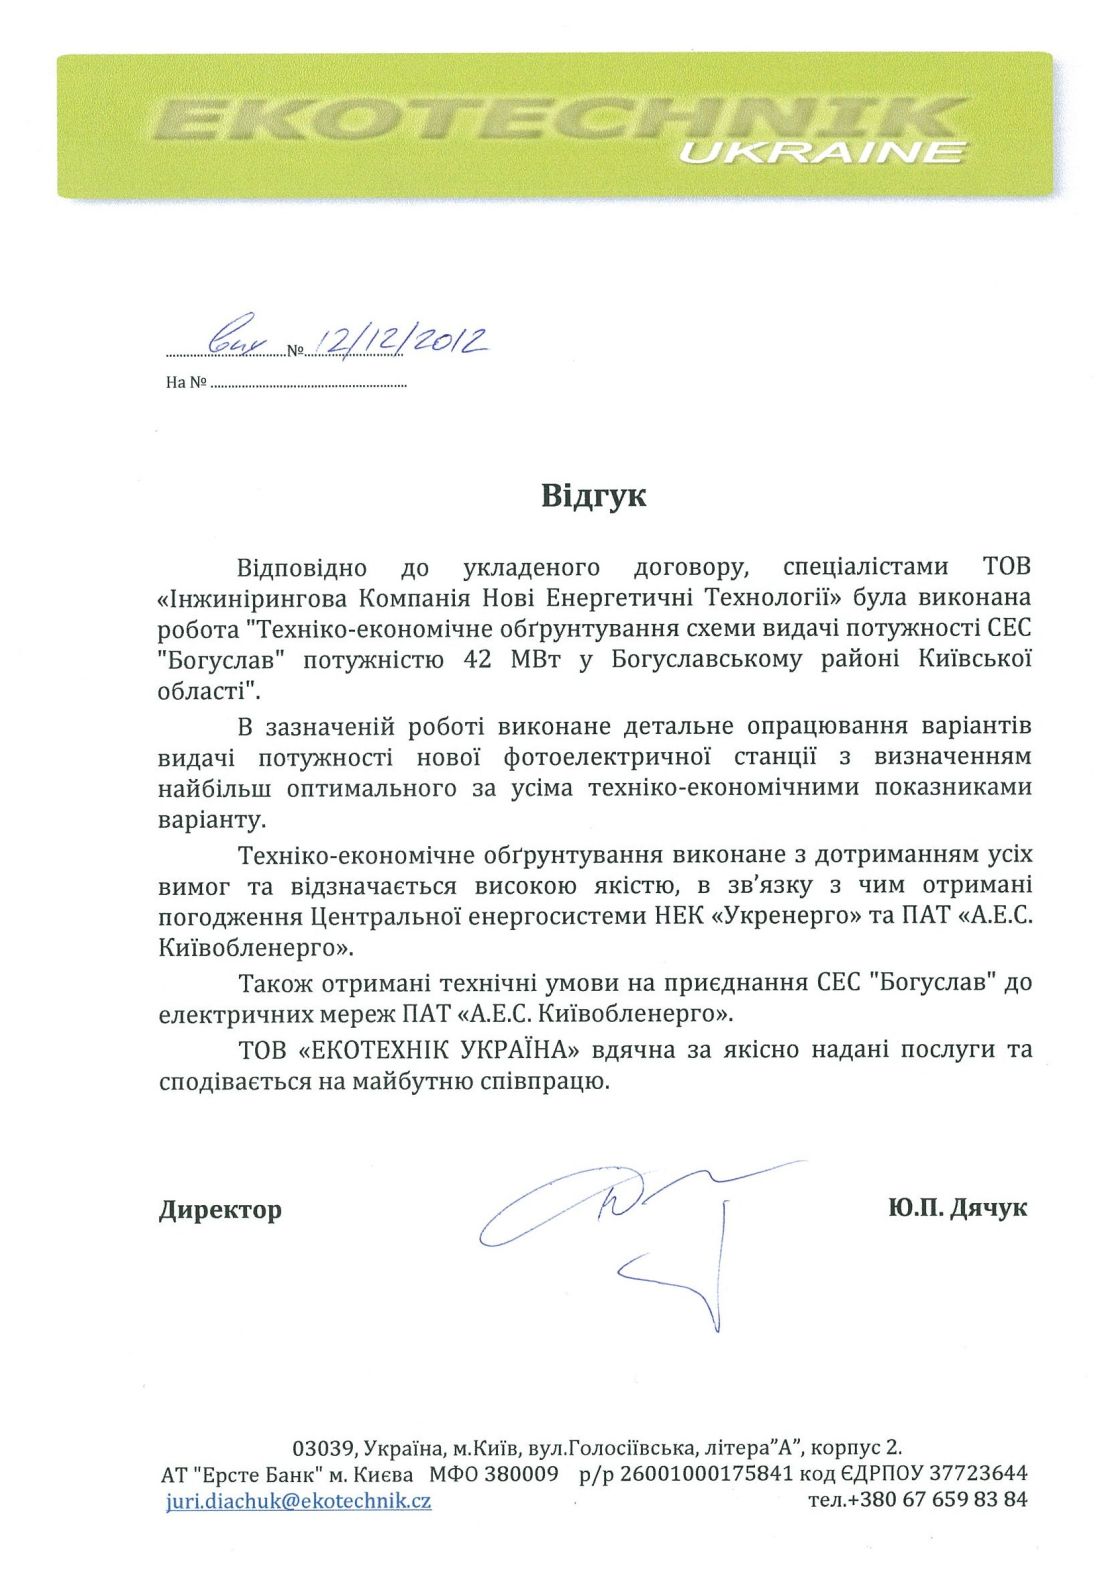 EKOTECHNIK
UKRAINE
вих № 12/12/2012
На №
Відгук
Відповідно до укладеного договору, спеціалістами ТОВ
«Інжинірингова Компанія Нові Енергетичні Технології» була виконана
робота "Техніко-економічне обґрунтування схеми видачі потужності СЕС
"Богуслав" потужністю 42 МВт у Богуславському районі Київської
області".
В зазначеній роботі виконане детальне опрацювання варіантів
видачі потужності нової фотоелектричної станції з визначенням
найбільш оптимального за усіма техніко-економічними показниками
варіанту.
Техніко-економічне обґрунтування виконане з дотриманням усіх
вимог та відзначається високою якістю, в зв’язку з чим отримані
погодження Центральної енергосистеми НЕК «Укренерго» та ПАТ «А.Е.С.
Київобленерго».
Також отримані технічні умови на приєднання СЕС "Богуслав" до
електричних мереж ПАТ «А.Е.С. Київобленерго».
ТОВ «ЕКОТЕХНІК УКРАЇНА» вдячна за якісно надані послуги та
сподівається на майбутню співпрацю.
Директор Ю.П. Дячук
03039, Україна, м.Київ, вул.Голосіївська, літера”А”, корпус 2.
АТ "Ерсте Банк" м. Києва МФО 380009 р/р 26001000175841 код ЄДРПОУ 37723644
juri.diachuk@ekotechnik.cz тел.+380 67 659 83 84